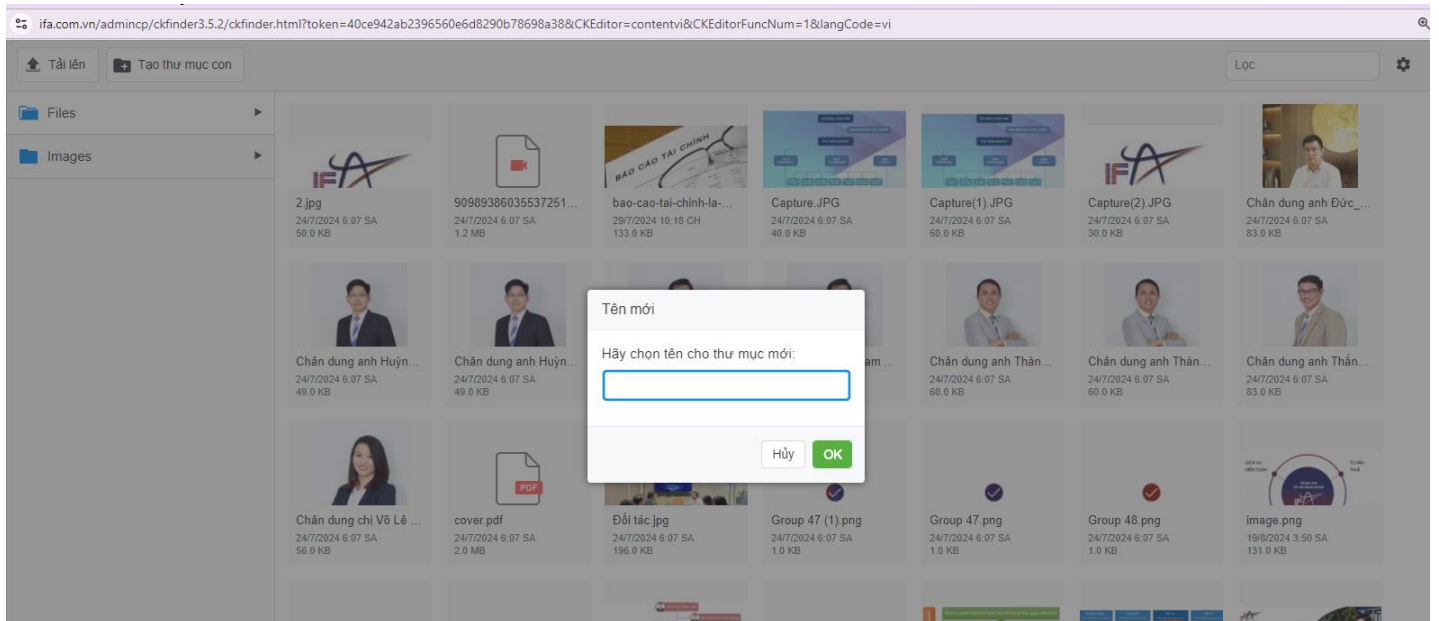 ifa.com.vn/admincp/ckfinder3.5.2/ckfinder.html?token=40ce942ab2396560e6d8290b78698a38&CKEditor=contentvi&CKEditorFuncNum=1&langCode=vi
Tải lên
Tạo thư mục con
Lọc
Files
Images
IFA
BÁO CÁO TÀI CHÍNH
IFA
2.jpg
90989386035537251...
bao-cao-tai-chinh-la-...
Capture.JPG
Capture(1).JPG
Capture(2).JPG
Chân dung anh Đức_...
24/7/2024 6:07 SA
24/7/2024 6:07 SA
29/7/2024 10:18 CH
24/7/2024 6:07 SA
24/7/2024 6:07 SA
24/7/2024 6:07 SA
24/7/2024 6:07 SA
50.0 KB
1.2 MB
133.0 KB
40.0 KB
60.0 KB
30.0 KB
83.0 KB
Tên mới
Hãy chọn tên cho thư mục mới:
Hủy
OK
Chân dung anh Huỳn...
Chân dung anh Huỳn...
am ...
Chân dung anh Thàn...
Chân dung anh Thàn...
Chân dung anh Thẩn...
24/7/2024 6:07 SA
24/7/2024 6:07 SA
24/7/2024 6:07 SA
24/7/2024 6:07 SA
24/7/2024 6:07 SA
49.0 KB
49.0 KB
60.0 KB
60.0 KB
83.0 KB
PDF
Chân dung chị Võ Lê ...
cover.pdf
Đối tác.jpg
Group 47 (1).png
Group 47.png
Group 48.png
image.png
24/7/2024 6:07 SA
24/7/2024 6:07 SA
24/7/2024 6:07 SA
24/7/2024 6:07 SA
24/7/2024 6:07 SA
24/7/2024 6:07 SA
19/8/2024 3:50 SA
56.0 KB
2.0 MB
196.0 KB
1.0 KB
1.0 KB
1.0 KB
131.0 KB